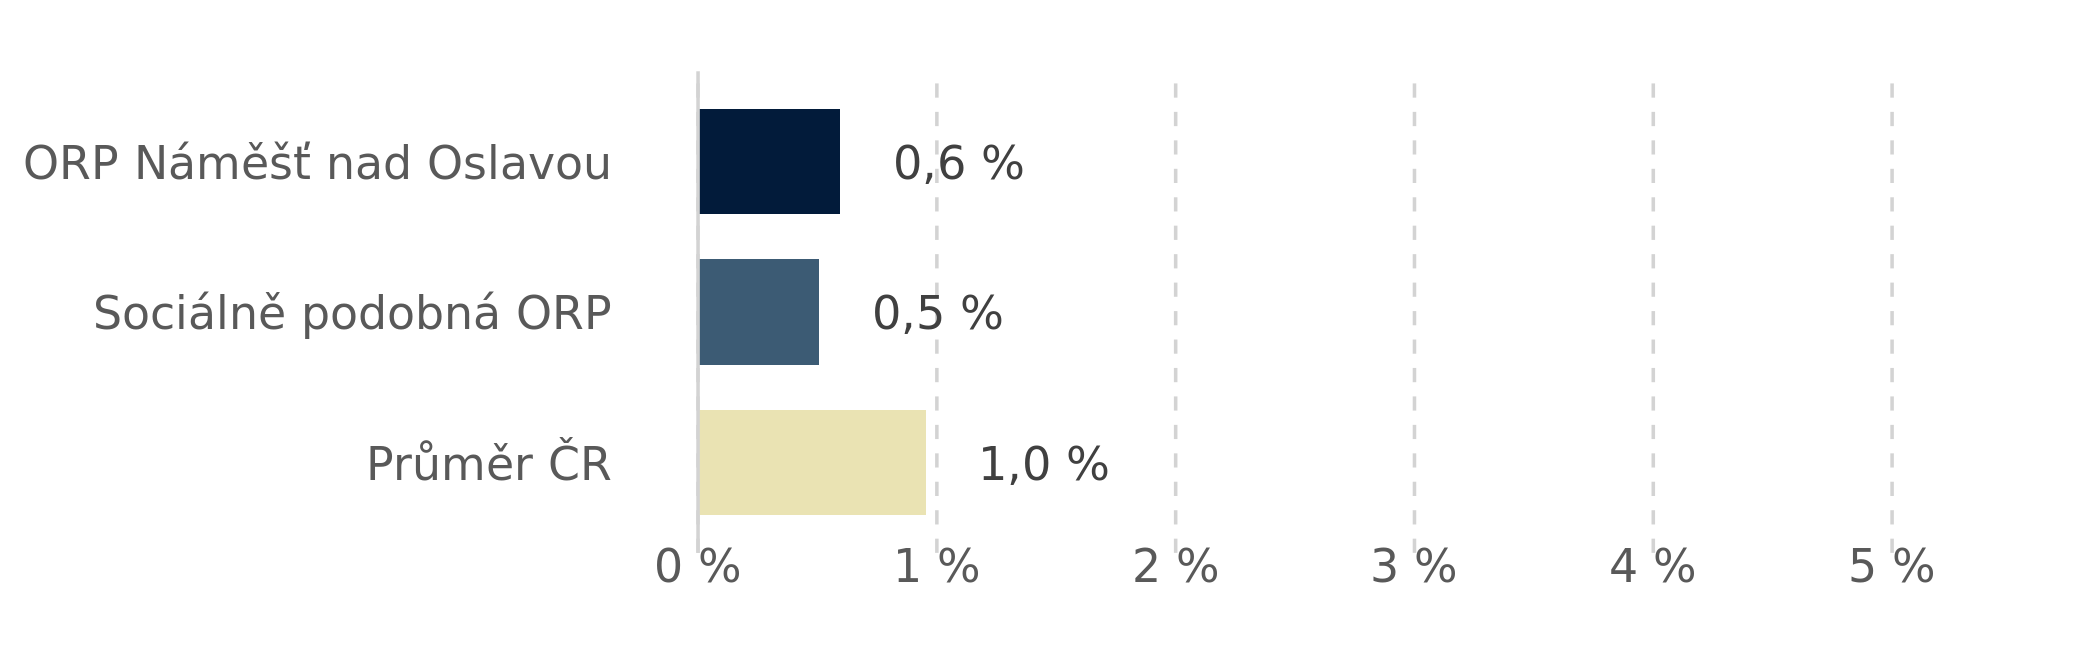 ORP Náměšť nad Oslavou 0,6 %
Sociálně podobná ORP 0,5 %
Průměr ČR 1,0 %
0 % 1 % 2 % 3 % 4 % 5 %